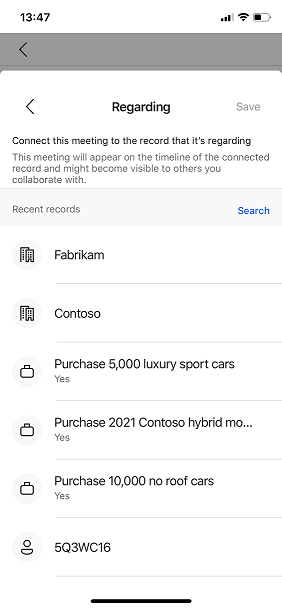 13:47
Regarding
Save
Connect this meeting to the record that it's regarding
This meeting will appear on the timeline of the connected
record and might become visible to others you
collaborate with.
Recent records
Search
Fabrikam
Contoso
Purchase 5,000 luxury sport cars
Yes
Purchase 2021 Contoso hybrid mo...
Yes
Purchase 10,000 no roof cars
Yes
5Q3WC16